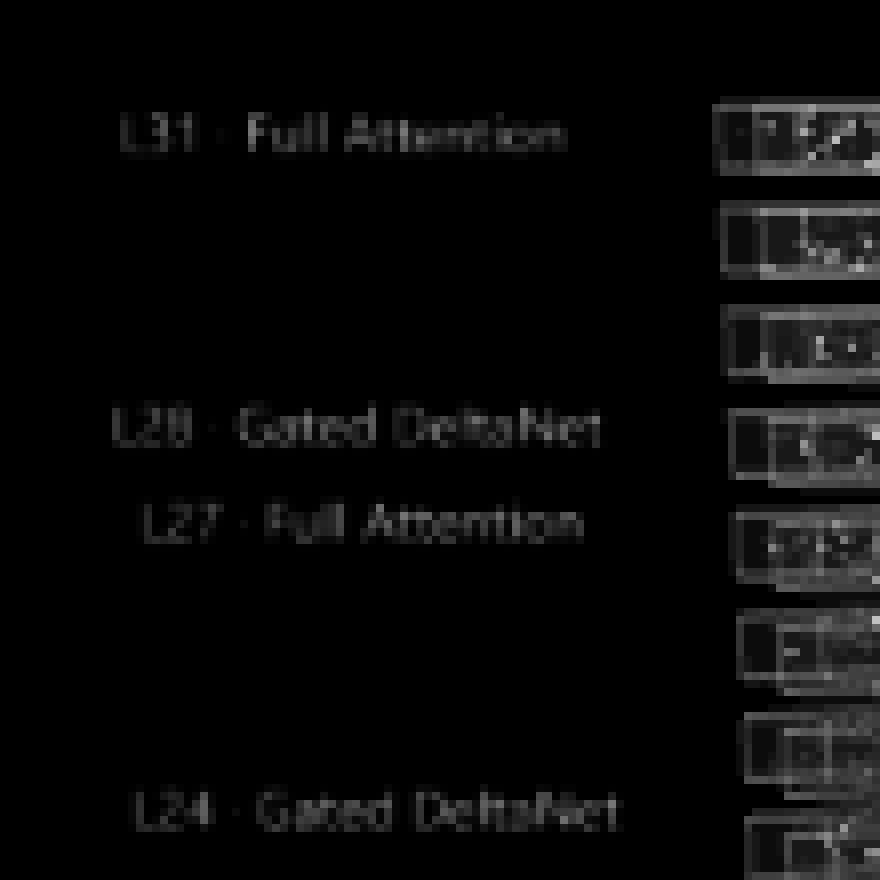 L31 · Full Attention
L28 · Gated DeltaNet
L27 · Full Attention
L24 · Gated DeltaNet